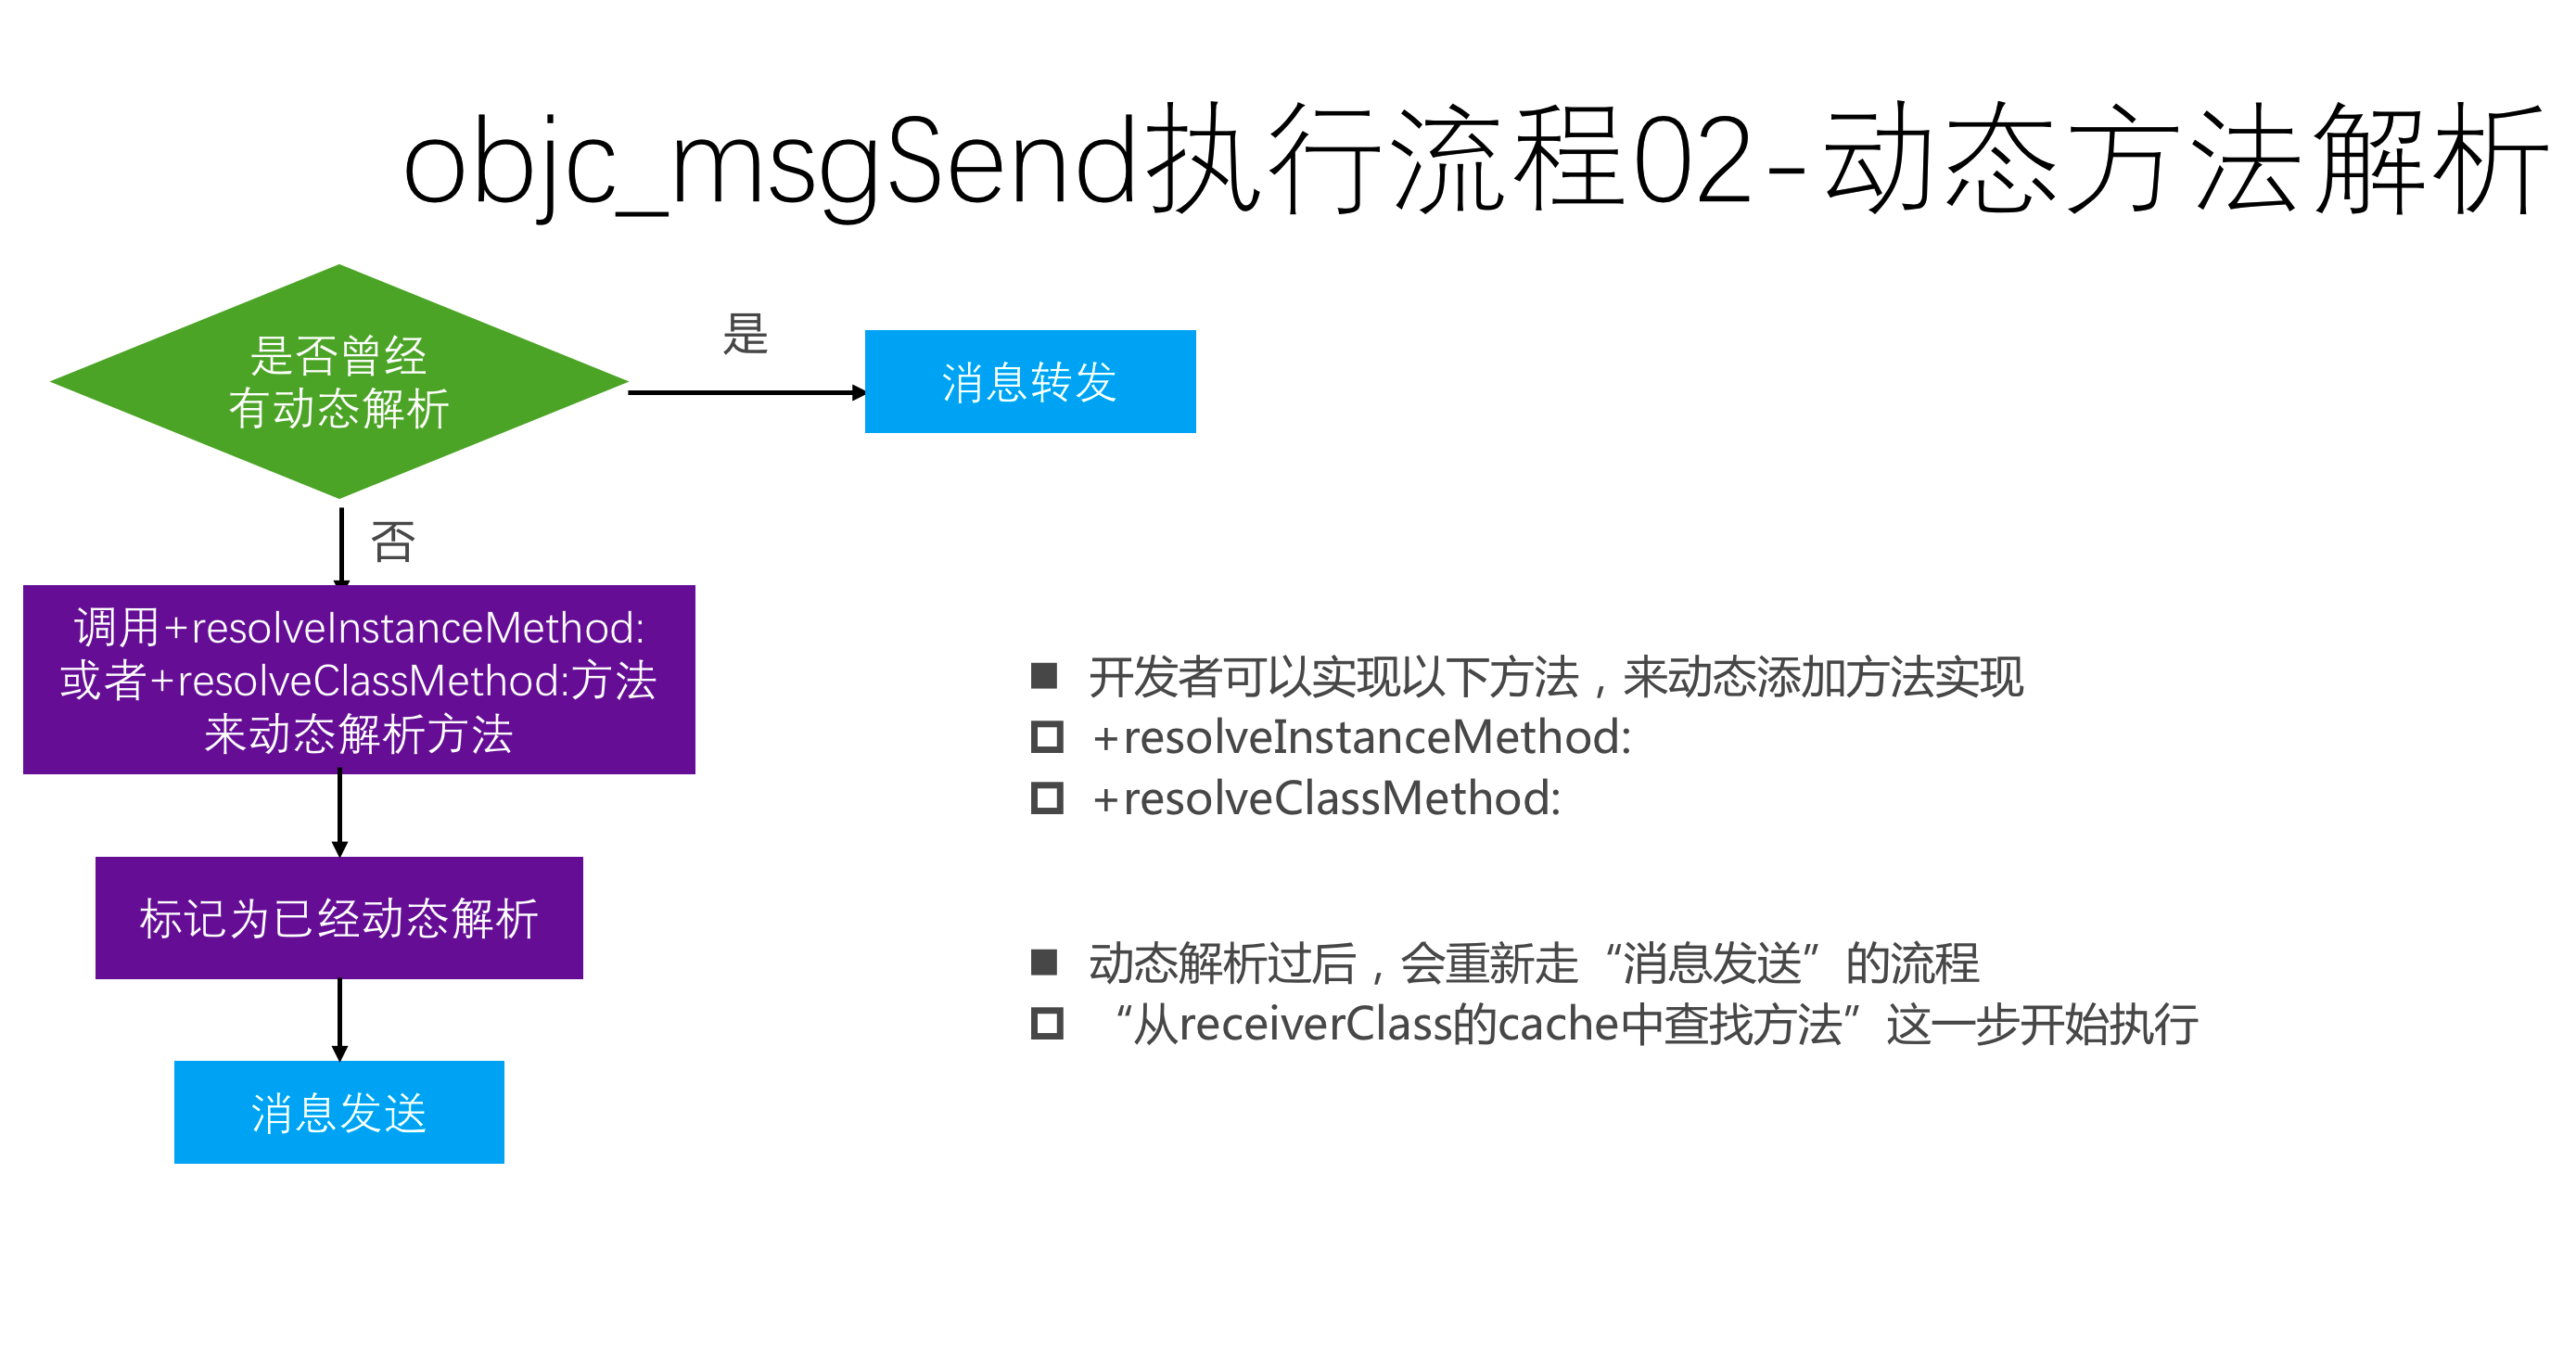 objc_msgSend执行流程02-动态方法解析
是否曾经
有动态解析
是
消息转发
否
调用+resolveInstanceMethod:
或者+resolveClassMethod:方法
来动态解析方法
标记为已经动态解析
消息发送
开发者可以实现以下方法，来动态添加方法实现
+resolveInstanceMethod:
+resolveClassMethod:
动态解析过后，会重新走“消息发送”的流程
“从receiverClass的cache中查找方法”这一步开始执行